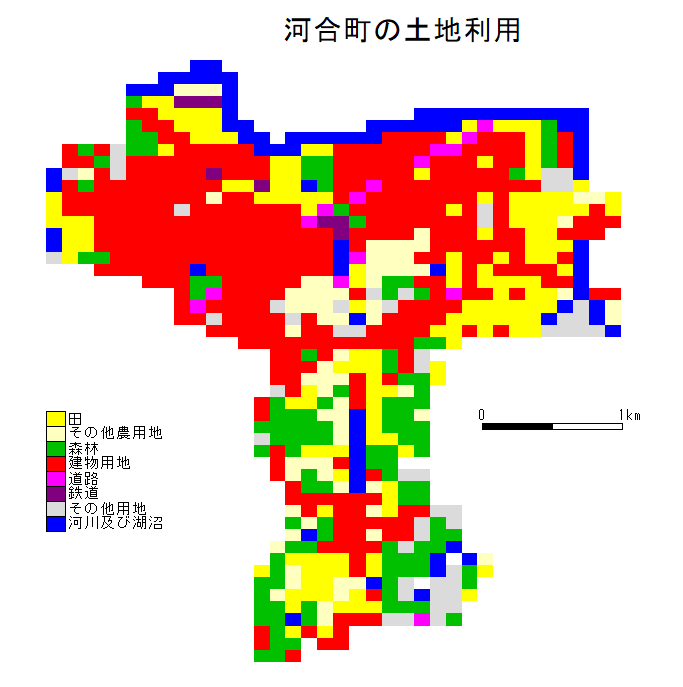 河合町の土地利用
0 1km
田
その他農用地
森林
建物用地
道路
鉄道
その他用地
河川及び湖沼